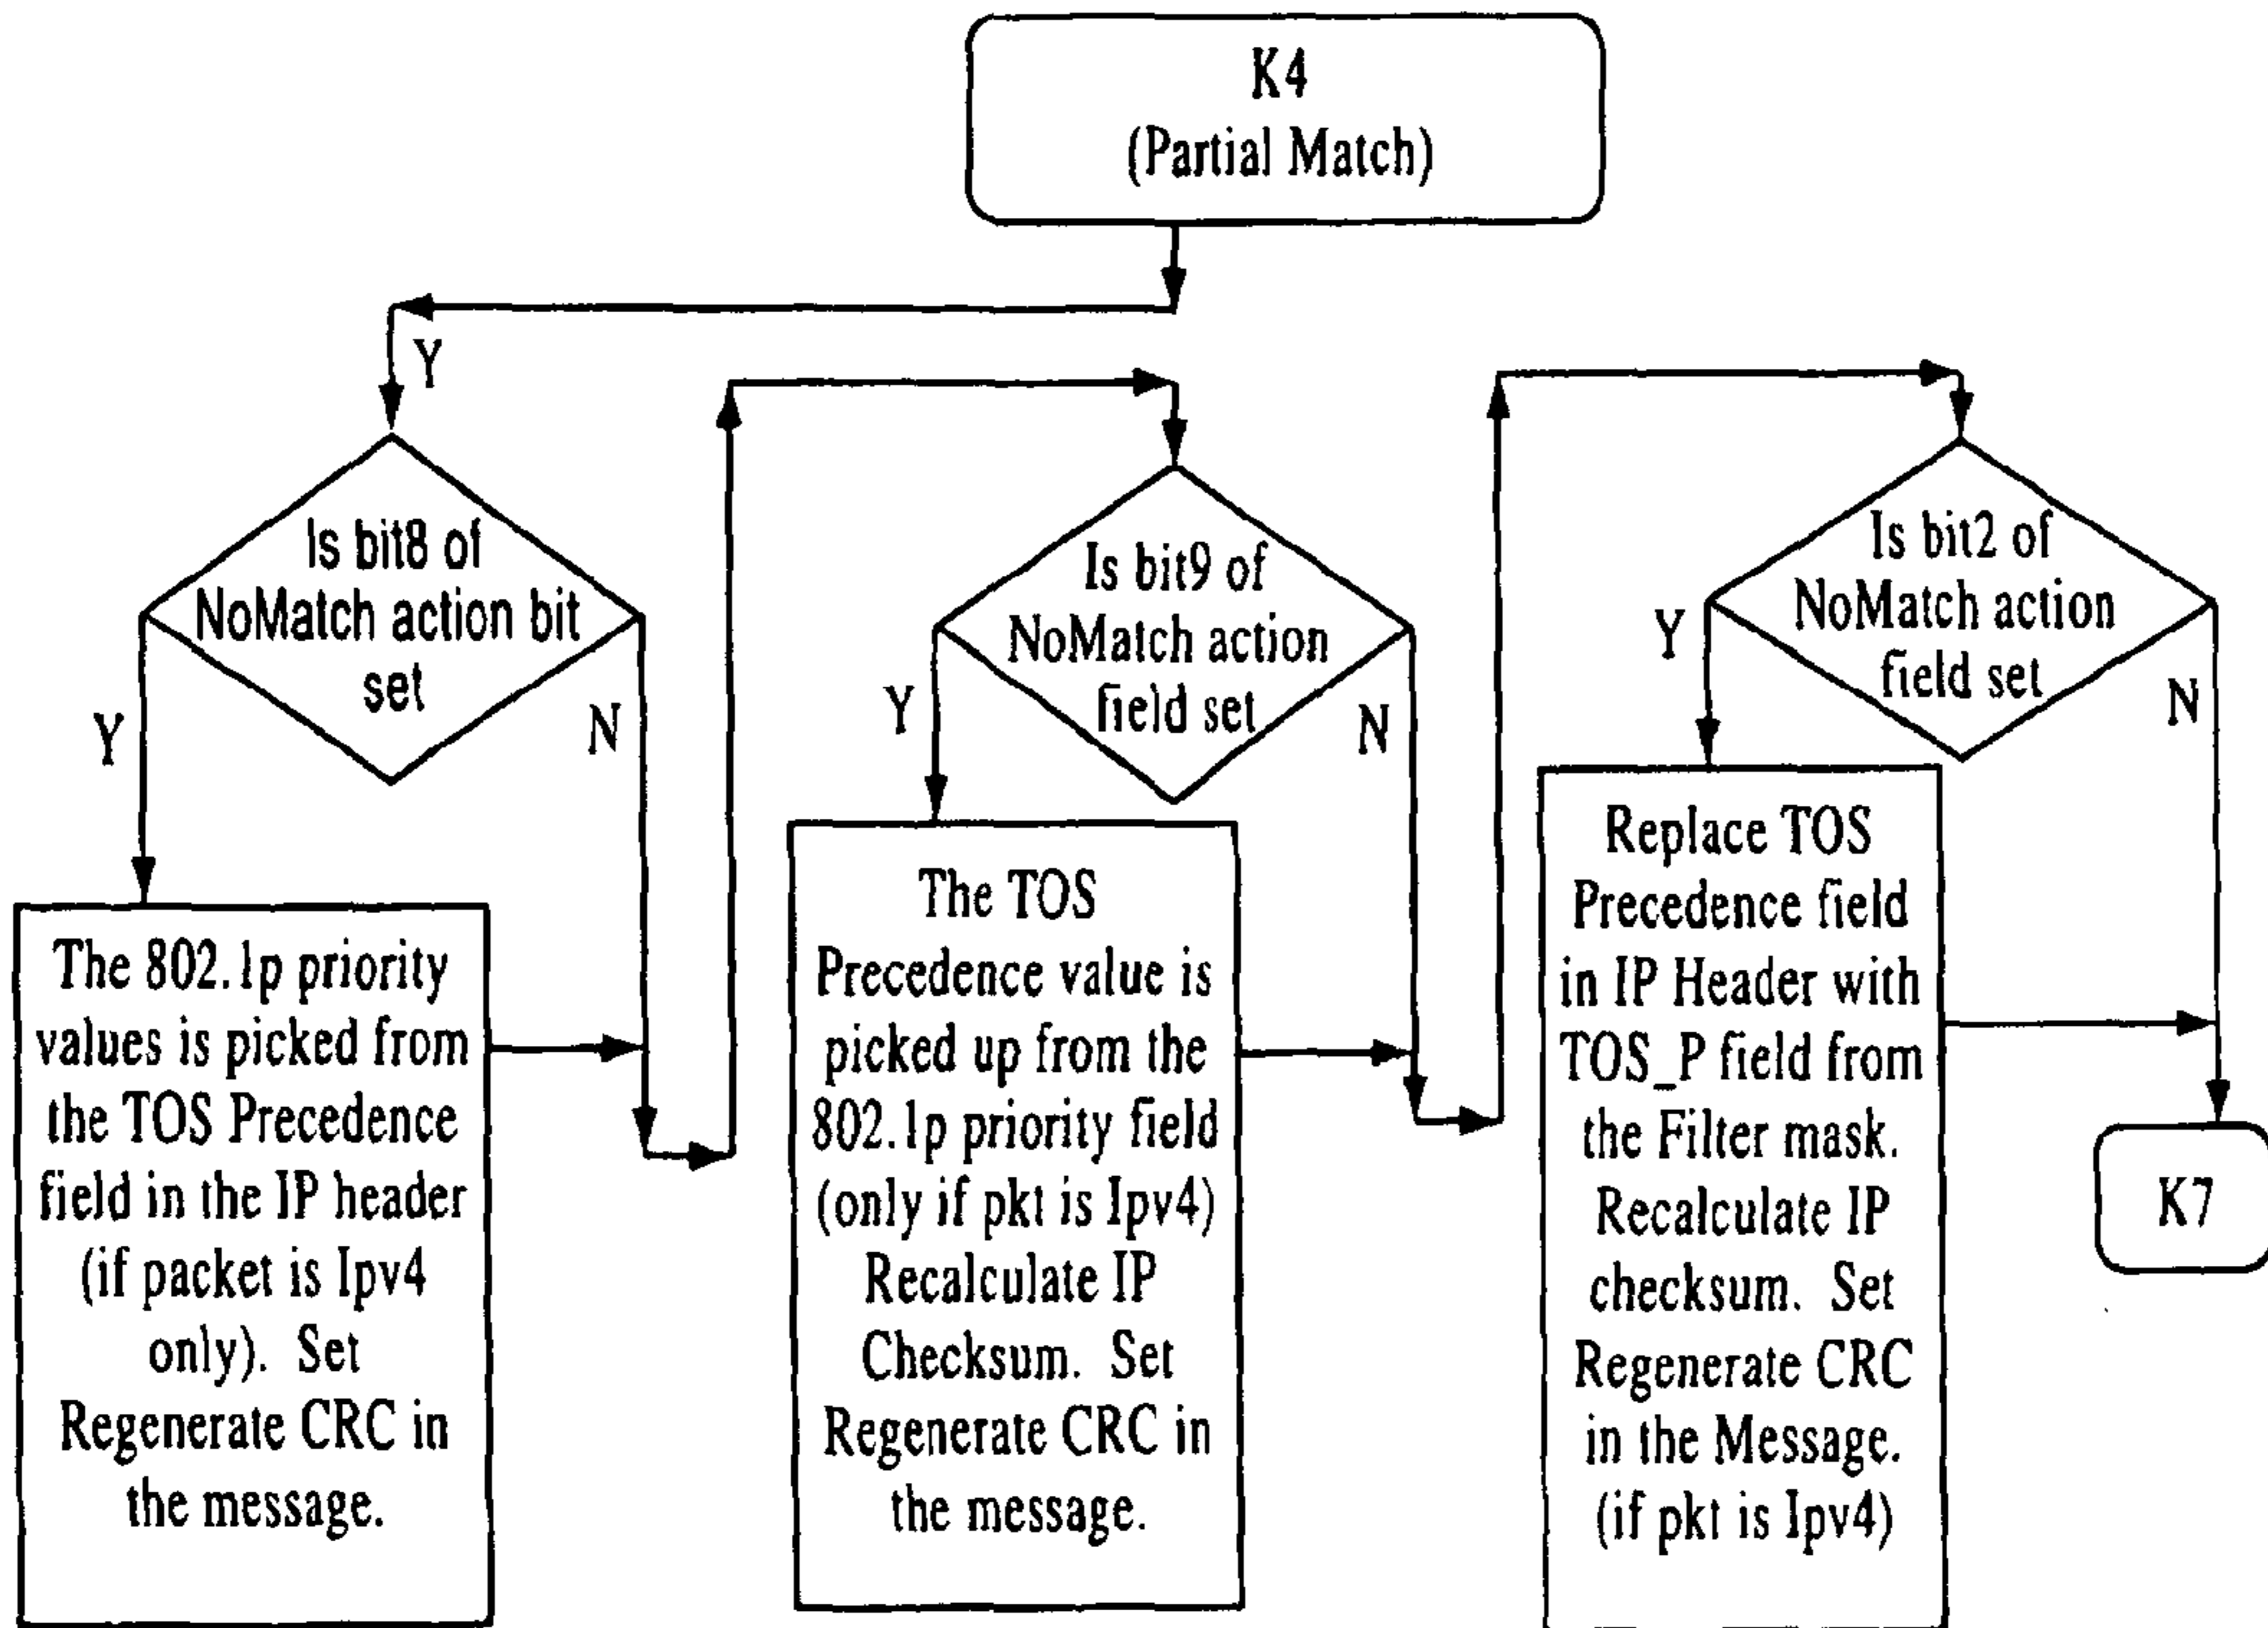 K4
(Partial Match)
Y
Is bit8 of
NoMatch action bit
set
Y
N
The 802.1p priority
values is picked from
the TOS Precedence
field in the IP header
(if packet is Ipv4
only). Set
Regenerate CRC in
the message.
Is bit9 of
NoMatch action
field set
Y
N
The TOS
Precedence value is
picked up from the
802.1p priority field
(only if pkt is Ipv4)
Recalculate IP
Checksum. Set
Regenerate CRC in
the message.
Is bit2 of
NoMatch action
field set
Y
N
Replace TOS
Precedence field
in IP Header with
TOS_P field from
the Filter mask.
Recalculate IP
checksum. Set
Regenerate CRC
in the Message.
(if pkt is Ipv4)
K7